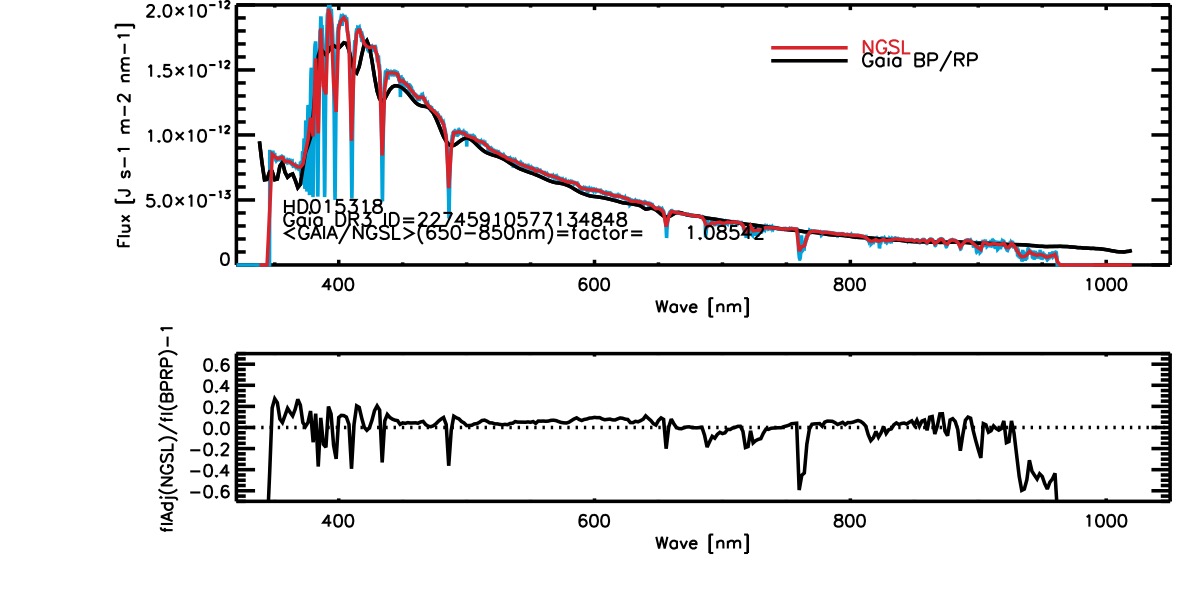 2.0×10−12
1.5×10−12
1.0×10−12
5.0×10−13
0
Flux [J s−1 m−2 nm−1]
NGSL
Gaia BP/RP
HD015318
Gaia DR3 ID=22745910577134848
<GAIA/NGSL>(650−850nm)=factor= 1.08542
400 600 800 1000
Wave [nm]
0.6
0.4
0.2
0.0
−0.2
−0.4
−0.6
flAdj(NGSL)/fl(BPRP)−1
400 600 800 1000
Wave [nm]